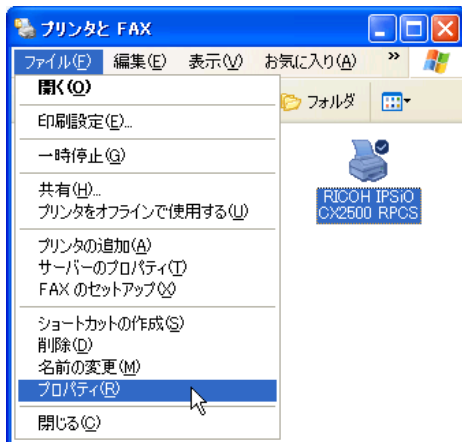 プリンタと FAX
ファイル(F) 編集(E) 表示(V) お気に入り(A) »
開く(O)
フォルダ
印刷設定(E)...
一時停止(G)
共有(H)...
プリンタをオフラインで使用する(U)
プリンタの追加(A)
サーバーのプロパティ(T)
FAX のセットアップ(X)
ショートカットの作成(S)
削除(D)
名前の変更(M)
プロパティ(R)
閉じる(C)
RICOH IPSiO
CX2500 RPCS